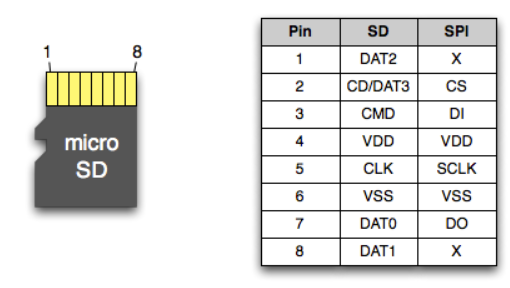 1 8
micro
SD
Pin SD SPI
1 DAT2 X
2 CD/DAT3 CS
3 CMD DI
4 VDD VDD
5 CLK SCLK
6 VSS VSS
7 DAT0 DO
8 DAT1 X